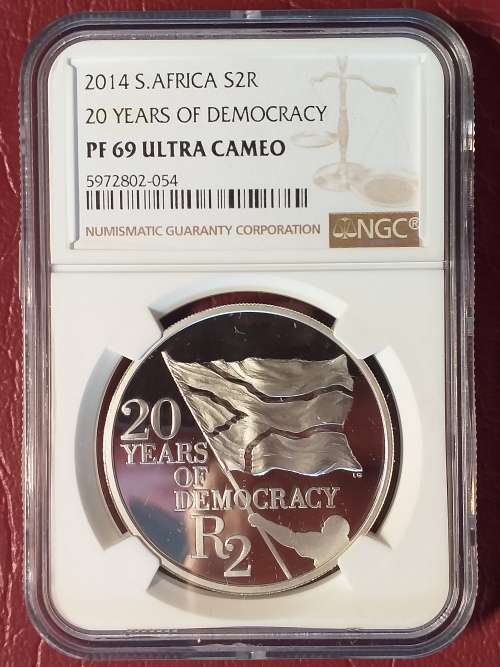 2014 S.AFRICA S2R
20 YEARS OF DEMOCRACY
PF 69 ULTRA CAMEO
5972802-054
NUMISMATIC GUARANTY CORPORATION
NGC®
20
YEARS
OF
DEMOCRACY
R2
LG